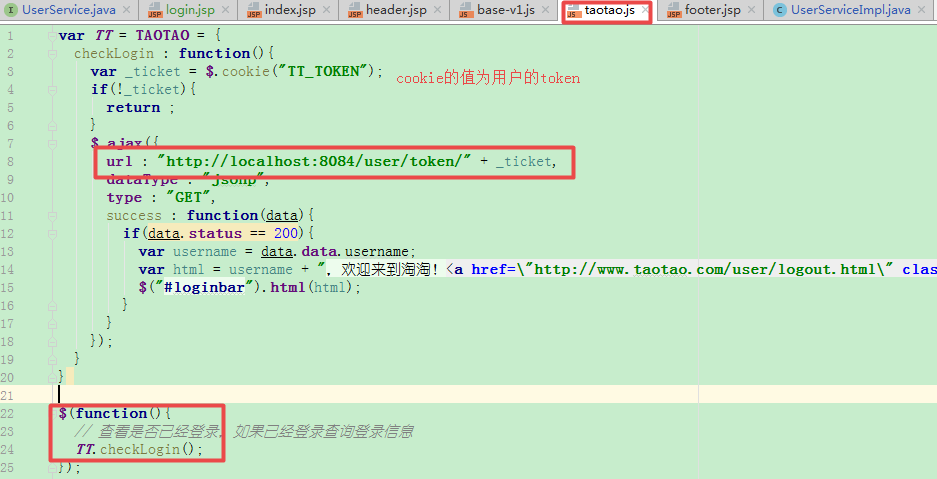 UserService.java × login.jsp × index.jsp × header.jsp × base-v1.js × taotao.js × footer.jsp × UserServiceImpl.java ×
1 var TT = TAOTAO = {
2 checkLogin : function(){
3 var _ticket = $.cookie("TT_TOKEN"); cookie的值为用户的token
4 if(!_ticket){
5 return ;
6 }
7 $.ajax({
8 url : "http://localhost:8084/user/token/" + _ticket,
9 dataType : "jsonp",
10 type : "GET",
11 success : function(data){
12 if(data.status == 200){
13 var username = data.data.username;
14 var html = username + "，欢迎来到淘淘！<a href=\"http://www.taotao.com/user/logout.html\" clas
15 $("#loginbar").html(html);
16 }
17 }
18 });
19 }
20 }
21
22 $(function(){
23 // 查看是否已经登录，如果已经登录查询登录信息
24 TT.checkLogin();
25 });